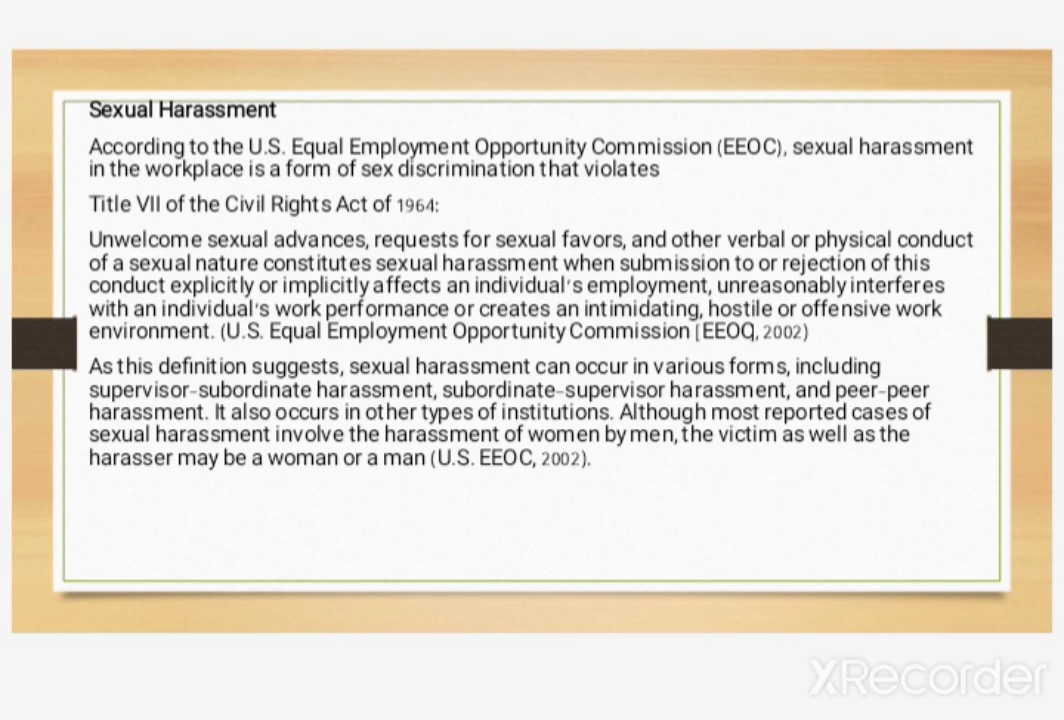 Sexual Harassment
According to the U.S. Equal Employment Opportunity Commission (EEOC), sexual harassment
in the workplace is a form of sex discrimination that violates
Title VII of the Civil Rights Act of 1964:
Unwelcome sexual advances, requests for sexual favors, and other verbal or physical conduct
of a sexual nature constitutes sexual harassment when submission to or rejection of this
conduct explicitly or implicitly affects an individual's employment, unreasonably interferes
with an individual's work performance or creates an intimidating, hostile or offensive work
environment. (U.S. Equal Employment Opportunity Commission [EEOC, 2002)
As this definition suggests, sexual harassment can occur in various forms, including
supervisor-subordinate harassment, subordinate-supervisor harassment, and peer-peer
harassment. It also occurs in other types of institutions. Although most reported cases of
sexual harassment involve the harassment of women by men, the victim as well as the
harasser may be a woman or a man (U.S. EEOC, 2002).
XRecorder